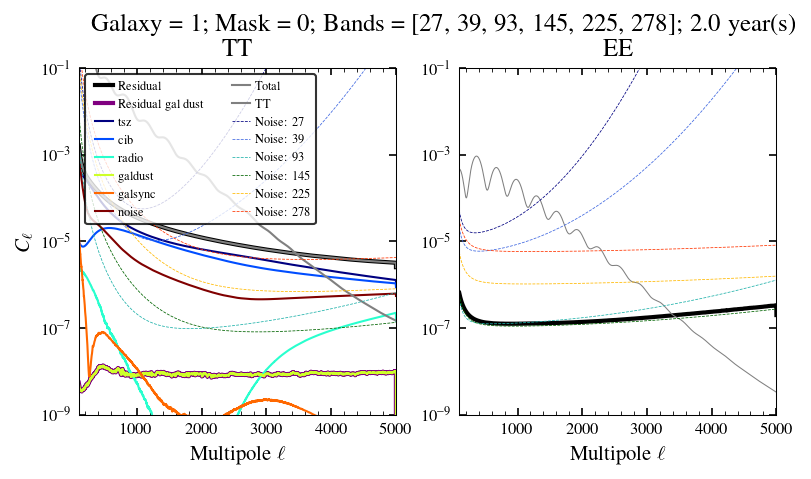 Galaxy = 1; Mask = 0; Bands = [27, 39, 93, 145, 225, 278]; 2.0 year(s)
TT
EE
10⁻¹
10⁻³
10⁻⁵
10⁻⁷
10⁻⁹
C_ℓ
Residual
Residual gal dust
tsz
cib
radio
galdust
galsync
noise
Total
TT
Noise: 27
Noise: 39
Noise: 93
Noise: 145
Noise: 225
Noise: 278
1000 2000 3000 4000 5000
Multipole ℓ
10⁻¹
10⁻³
10⁻⁵
10⁻⁷
10⁻⁹
1000 2000 3000 4000 5000
Multipole ℓ